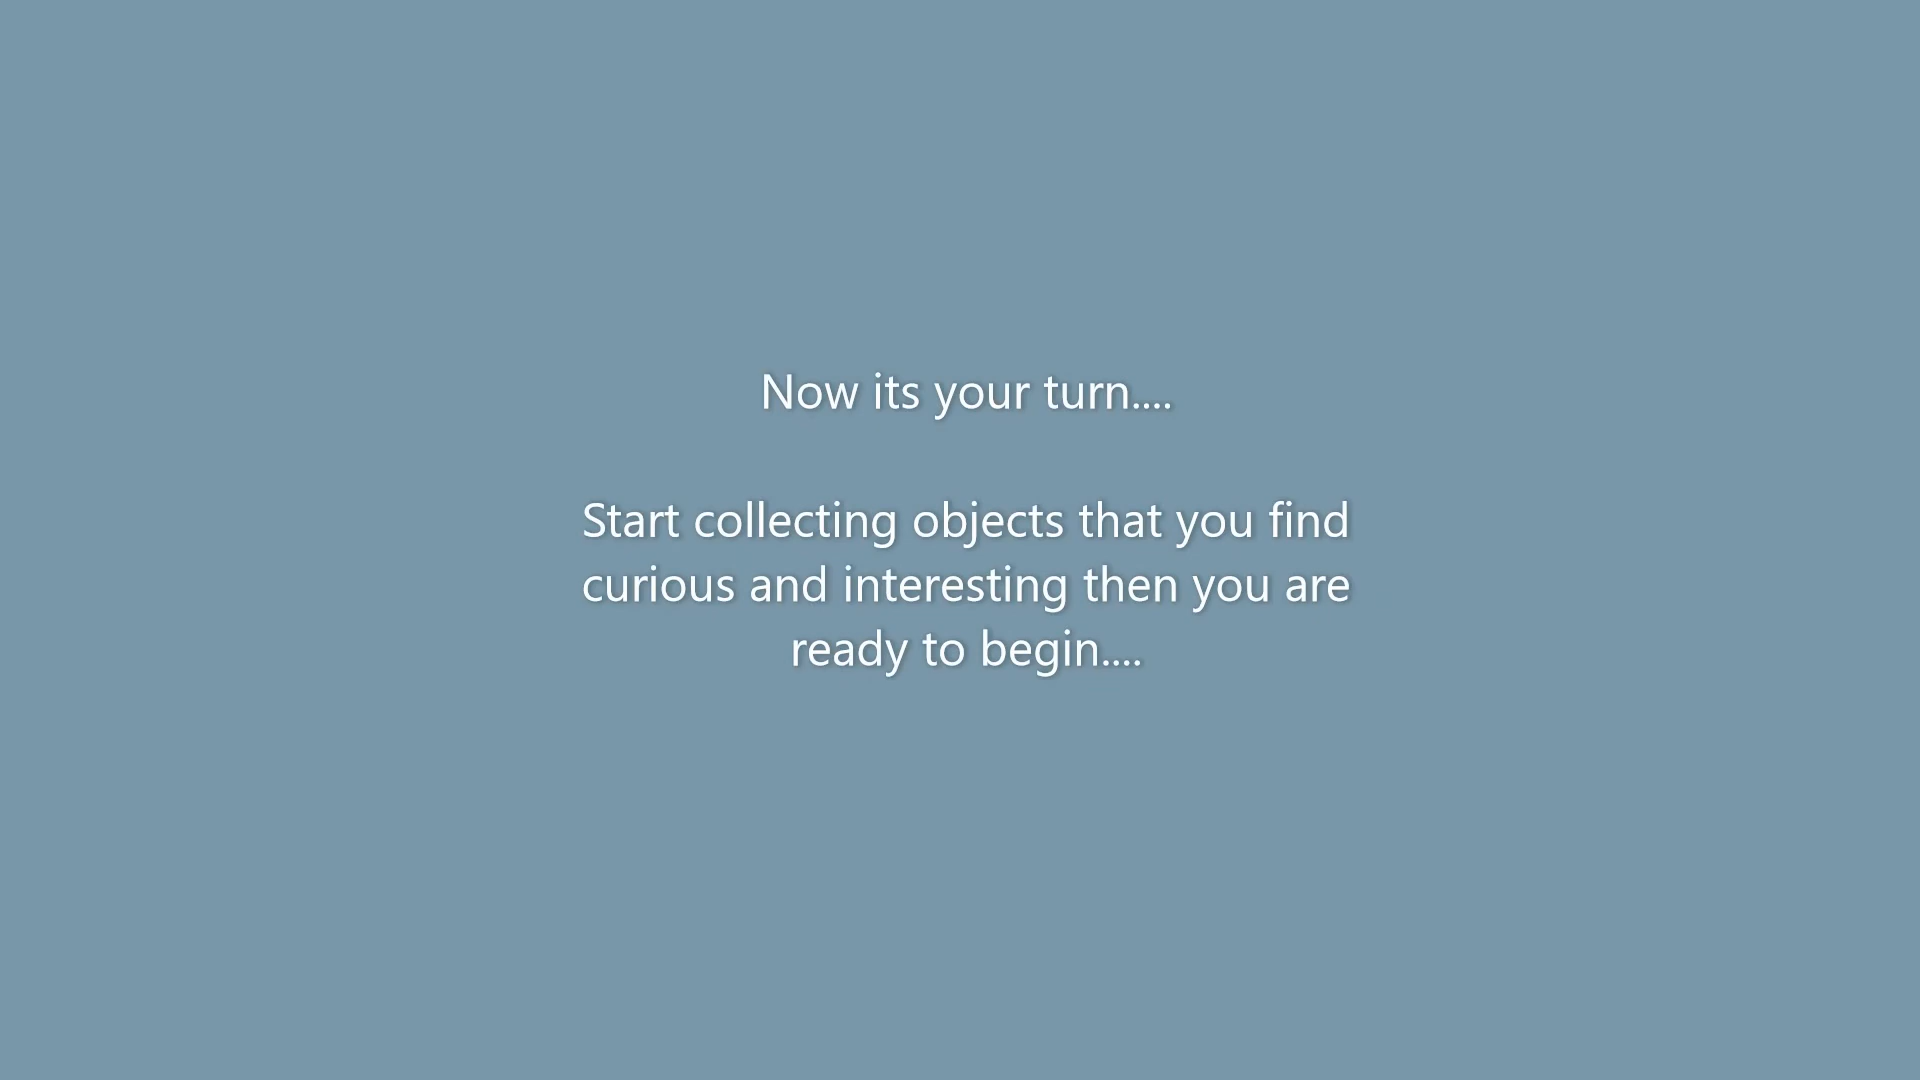 Now its your turn....
Start collecting objects that you find
curious and interesting then you are
ready to begin....